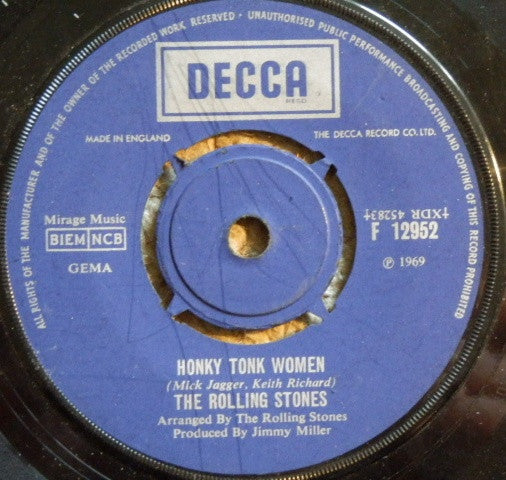 ALL RIGHTS OF THE MANUFACTURER AND OF THE OWNER OF THE RECORDED WORK RESERVED • UNAUTHORISED PUBLIC PERFORMANCE BROADCASTING AND COPYING OF THIS RECORD PROHIBITED
DECCA
REGD
MADE IN ENGLAND
THE DECCA RECORD CO. LTD.
Mirage Music
BIEM NCB
GEMA
‡XDR 45283‡
F 12952
℗ 1969
HONKY TONK WOMEN
(Mick Jagger, Keith Richard)
THE ROLLING STONES
Arranged By The Rolling Stones
Produced By Jimmy Miller